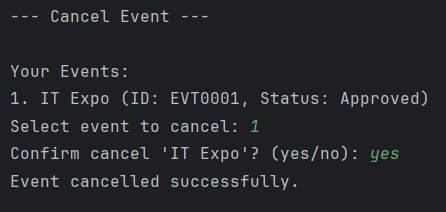 --- Cancel Event ---
Your Events:
1. IT Expo (ID: EVT0001, Status: Approved)
Select event to cancel: 1
Confirm cancel 'IT Expo'? (yes/no): yes
Event cancelled successfully.